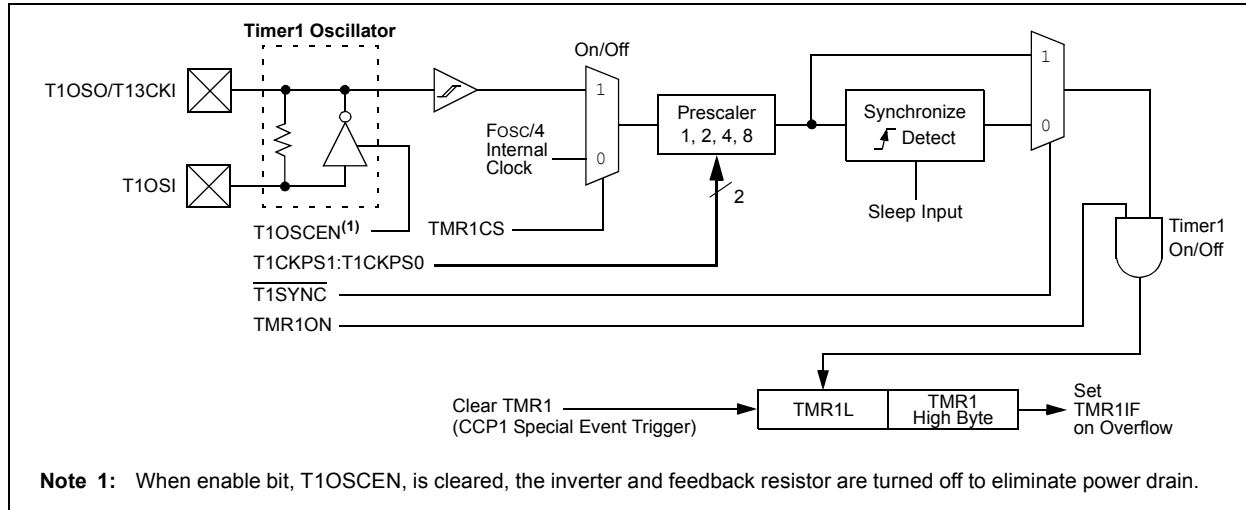 Timer1 Oscillator
On/Off
T1OSO/T13CKI
1
1
Prescaler
1, 2, 4, 8
Synchronize
Detect
FOSC/4
Internal
Clock
0
0
T1OSI
2
Sleep Input
T1OSCEN(1)
TMR1CS
Timer1
On/Off
T1CKPS1:T1CKPS0
T1SYNC
TMR1ON
Clear TMR1
(CCP1 Special Event Trigger)
TMR1L
TMR1
High Byte
Set
TMR1IF
on Overflow
Note 1: When enable bit, T1OSCEN, is cleared, the inverter and feedback resistor are turned off to eliminate power drain.